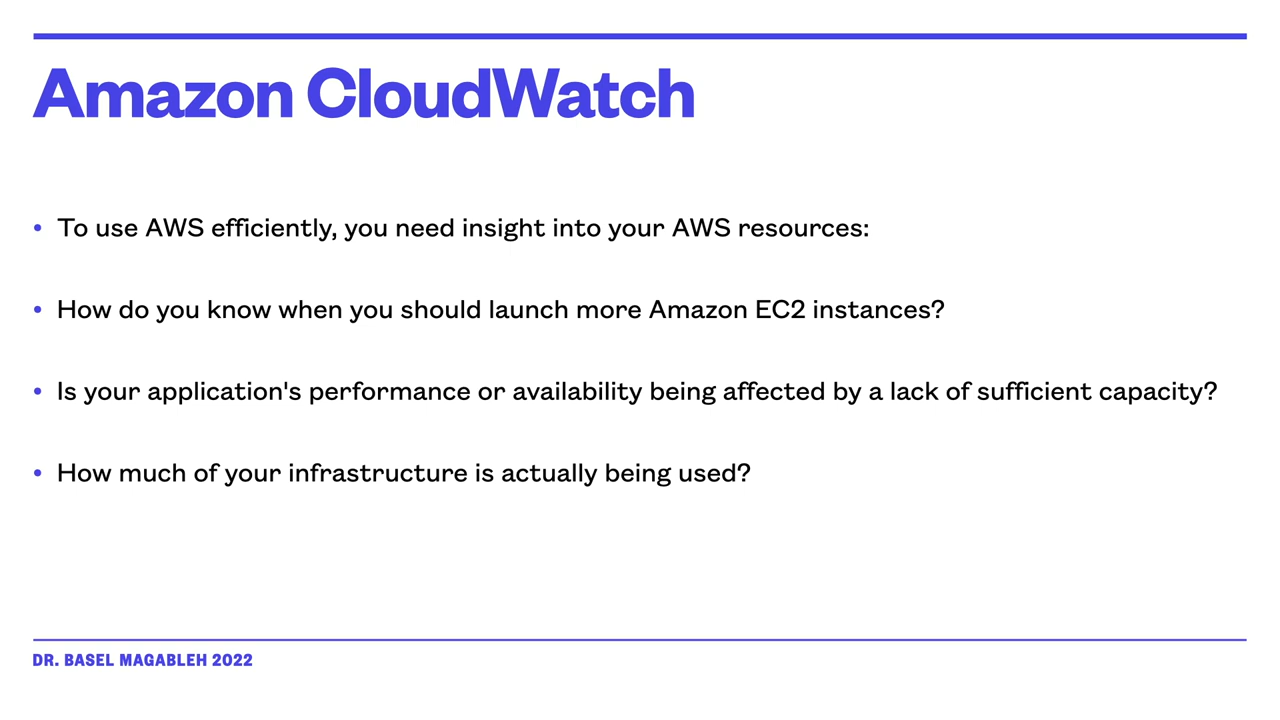 Amazon CloudWatch
• To use AWS efficiently, you need insight into your AWS resources:
• How do you know when you should launch more Amazon EC2 instances?
• Is your application's performance or availability being affected by a lack of sufficient capacity?
• How much of your infrastructure is actually being used?
DR. BASEL MAGABLEH 2022